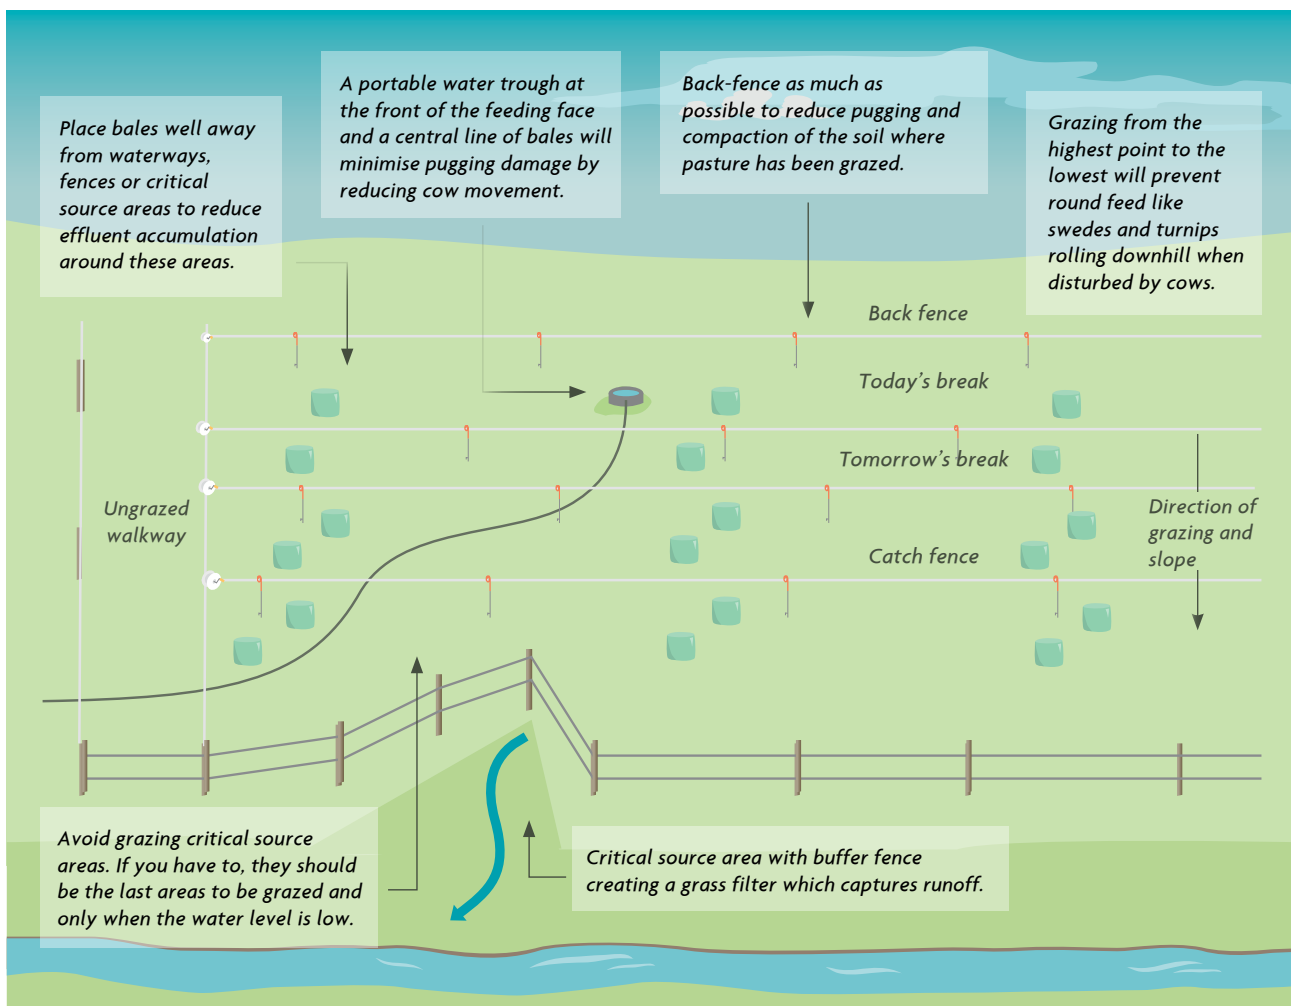 Place bales well away
from waterways,
fences or critical
source areas to reduce
effluent accumulation
around these areas.
A portable water trough at
the front of the feeding face
and a central line of bales will
minimise pugging damage by
reducing cow movement.
Back-fence as much as
possible to reduce pugging and
compaction of the soil where
pasture has been grazed.
Grazing from the
highest point to the
lowest will prevent
round feed like
swedes and turnips
rolling downhill when
disturbed by cows.
Back fence
Today’s break
Tomorrow’s break
Ungrazed
walkway
Direction of
grazing and
slope
Catch fence
Avoid grazing critical source
areas. If you have to, they should
be the last areas to be grazed and
only when the water level is low.
Critical source area with buffer fence
creating a grass filter which captures runoff.